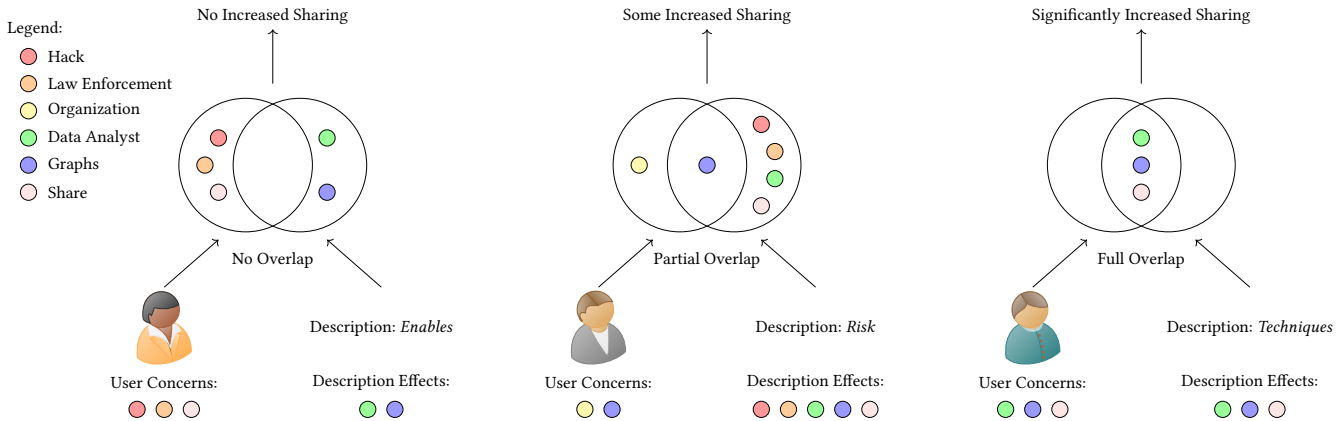 Legend:
Hack
Law Enforcement
Organization
Data Analyst
Graphs
Share
No Increased Sharing
No Overlap
Description: Enables
User Concerns:
Description Effects:
Some Increased Sharing
Partial Overlap
Description: Risk
User Concerns:
Description Effects:
Significantly Increased Sharing
Full Overlap
Description: Techniques
User Concerns:
Description Effects: